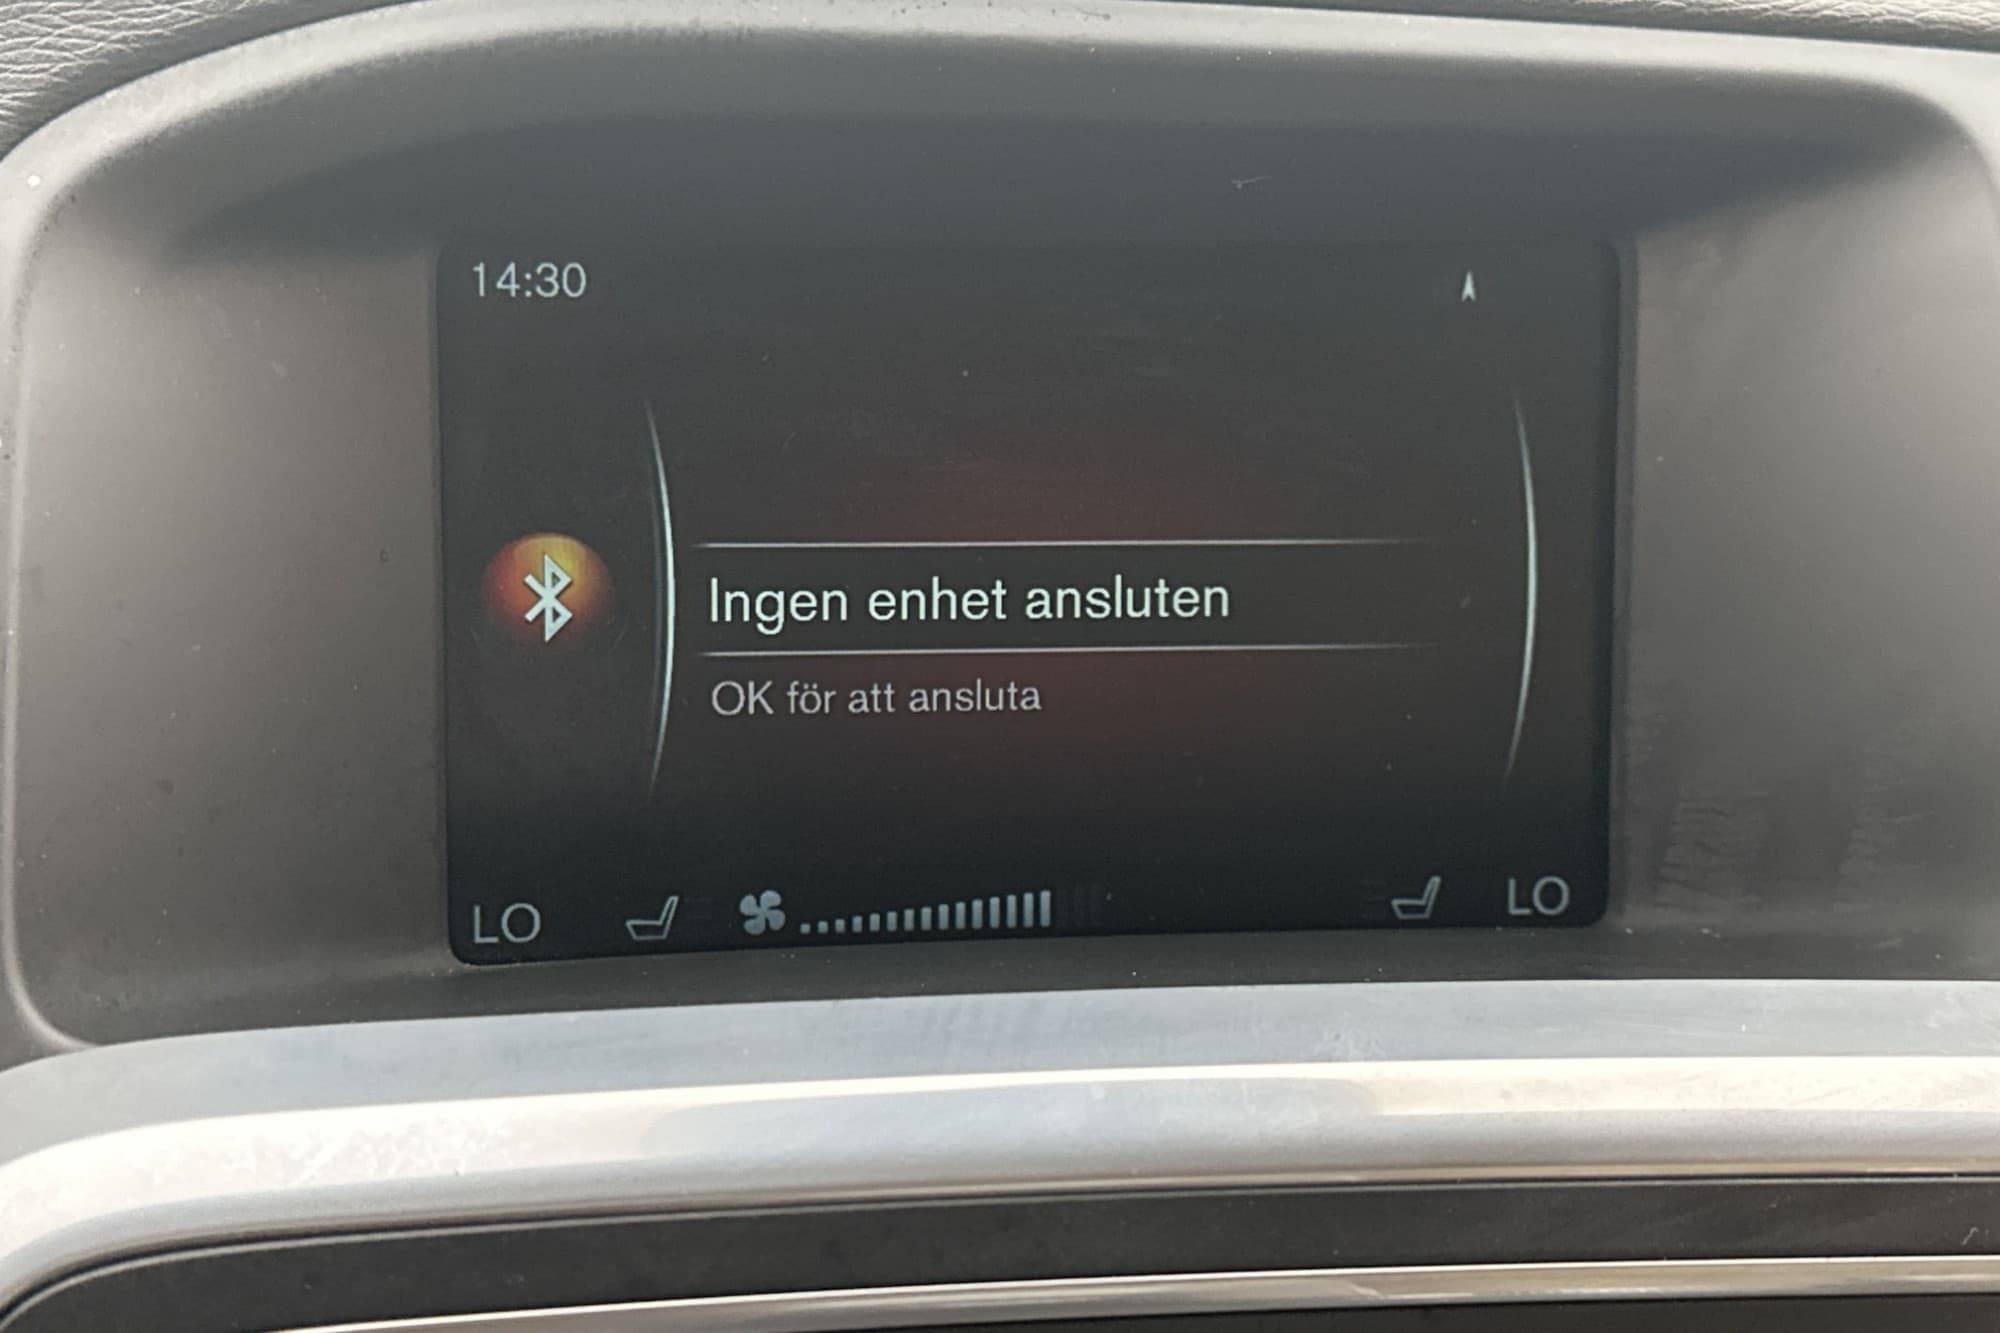 14:30
Ingen enhet ansluten
OK för att ansluta
LO LO